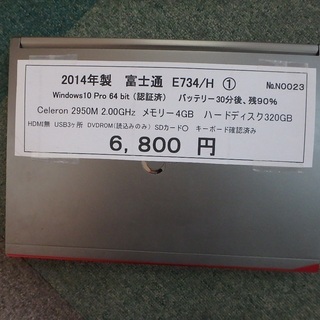 2014年製 富士通 E734/H ① №N0023
Windows10 Pro 64 bit（認証済） バッテリー30分後、残90%
Celeron 2950M 2.00GHz メモリー4GB ハードディスク320GB
HDMI無 USB3ヶ所 DVDROM(読込みのみ) SDカード〇 キーボード確認済み
6,800 円